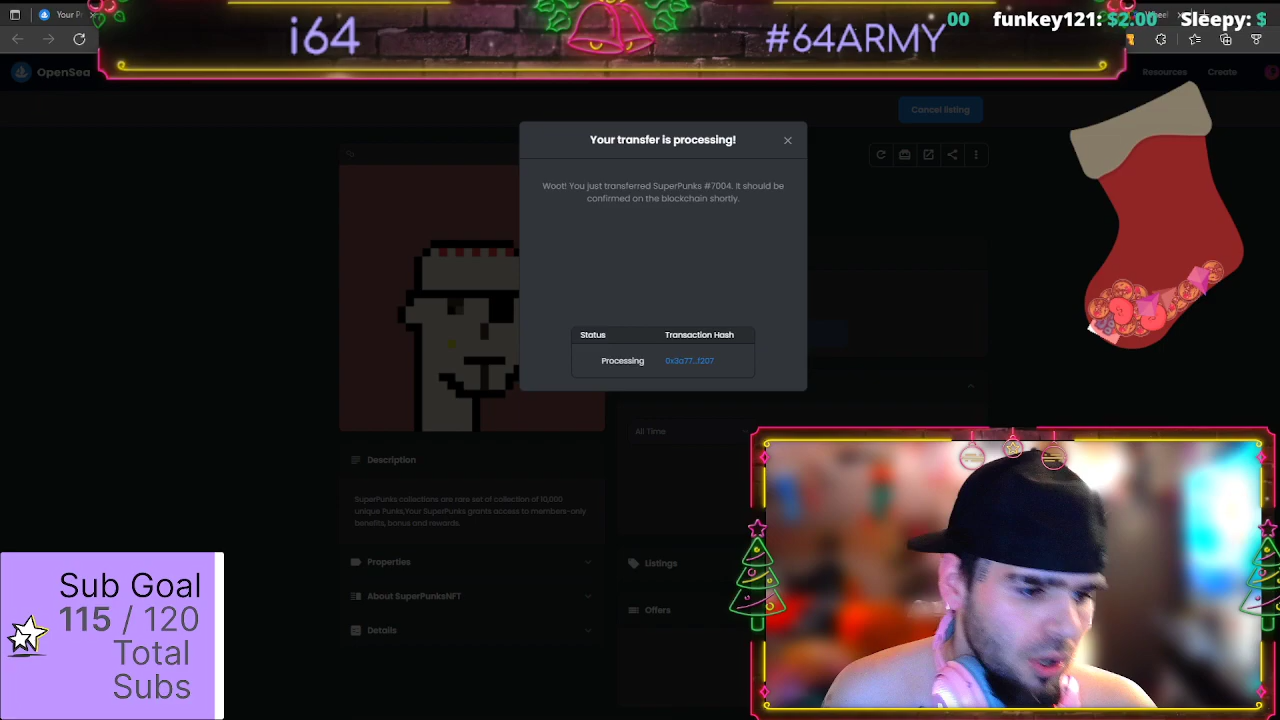 Your P
i64
#64ARMY
00 funkey121: $2.00 Sleepy: $
OpenSea
Resources
Create
Cancel listing
Your transfer is processing!
Woot! You just transferred SuperPunks #7004. It should be
confirmed on the blockchain shortly.
Status
Transaction Hash
Processing
0x3a77...f207
All Time
Description
SuperPunks collections are rare set of collection of 10,000
unique Punks,Your SuperPunks grants access to members-only
benefits, bonus and rewards.
Properties
About SuperPunksNFT
Details
Listings
Offers
Sub Goal
115 / 120
Total
Subs